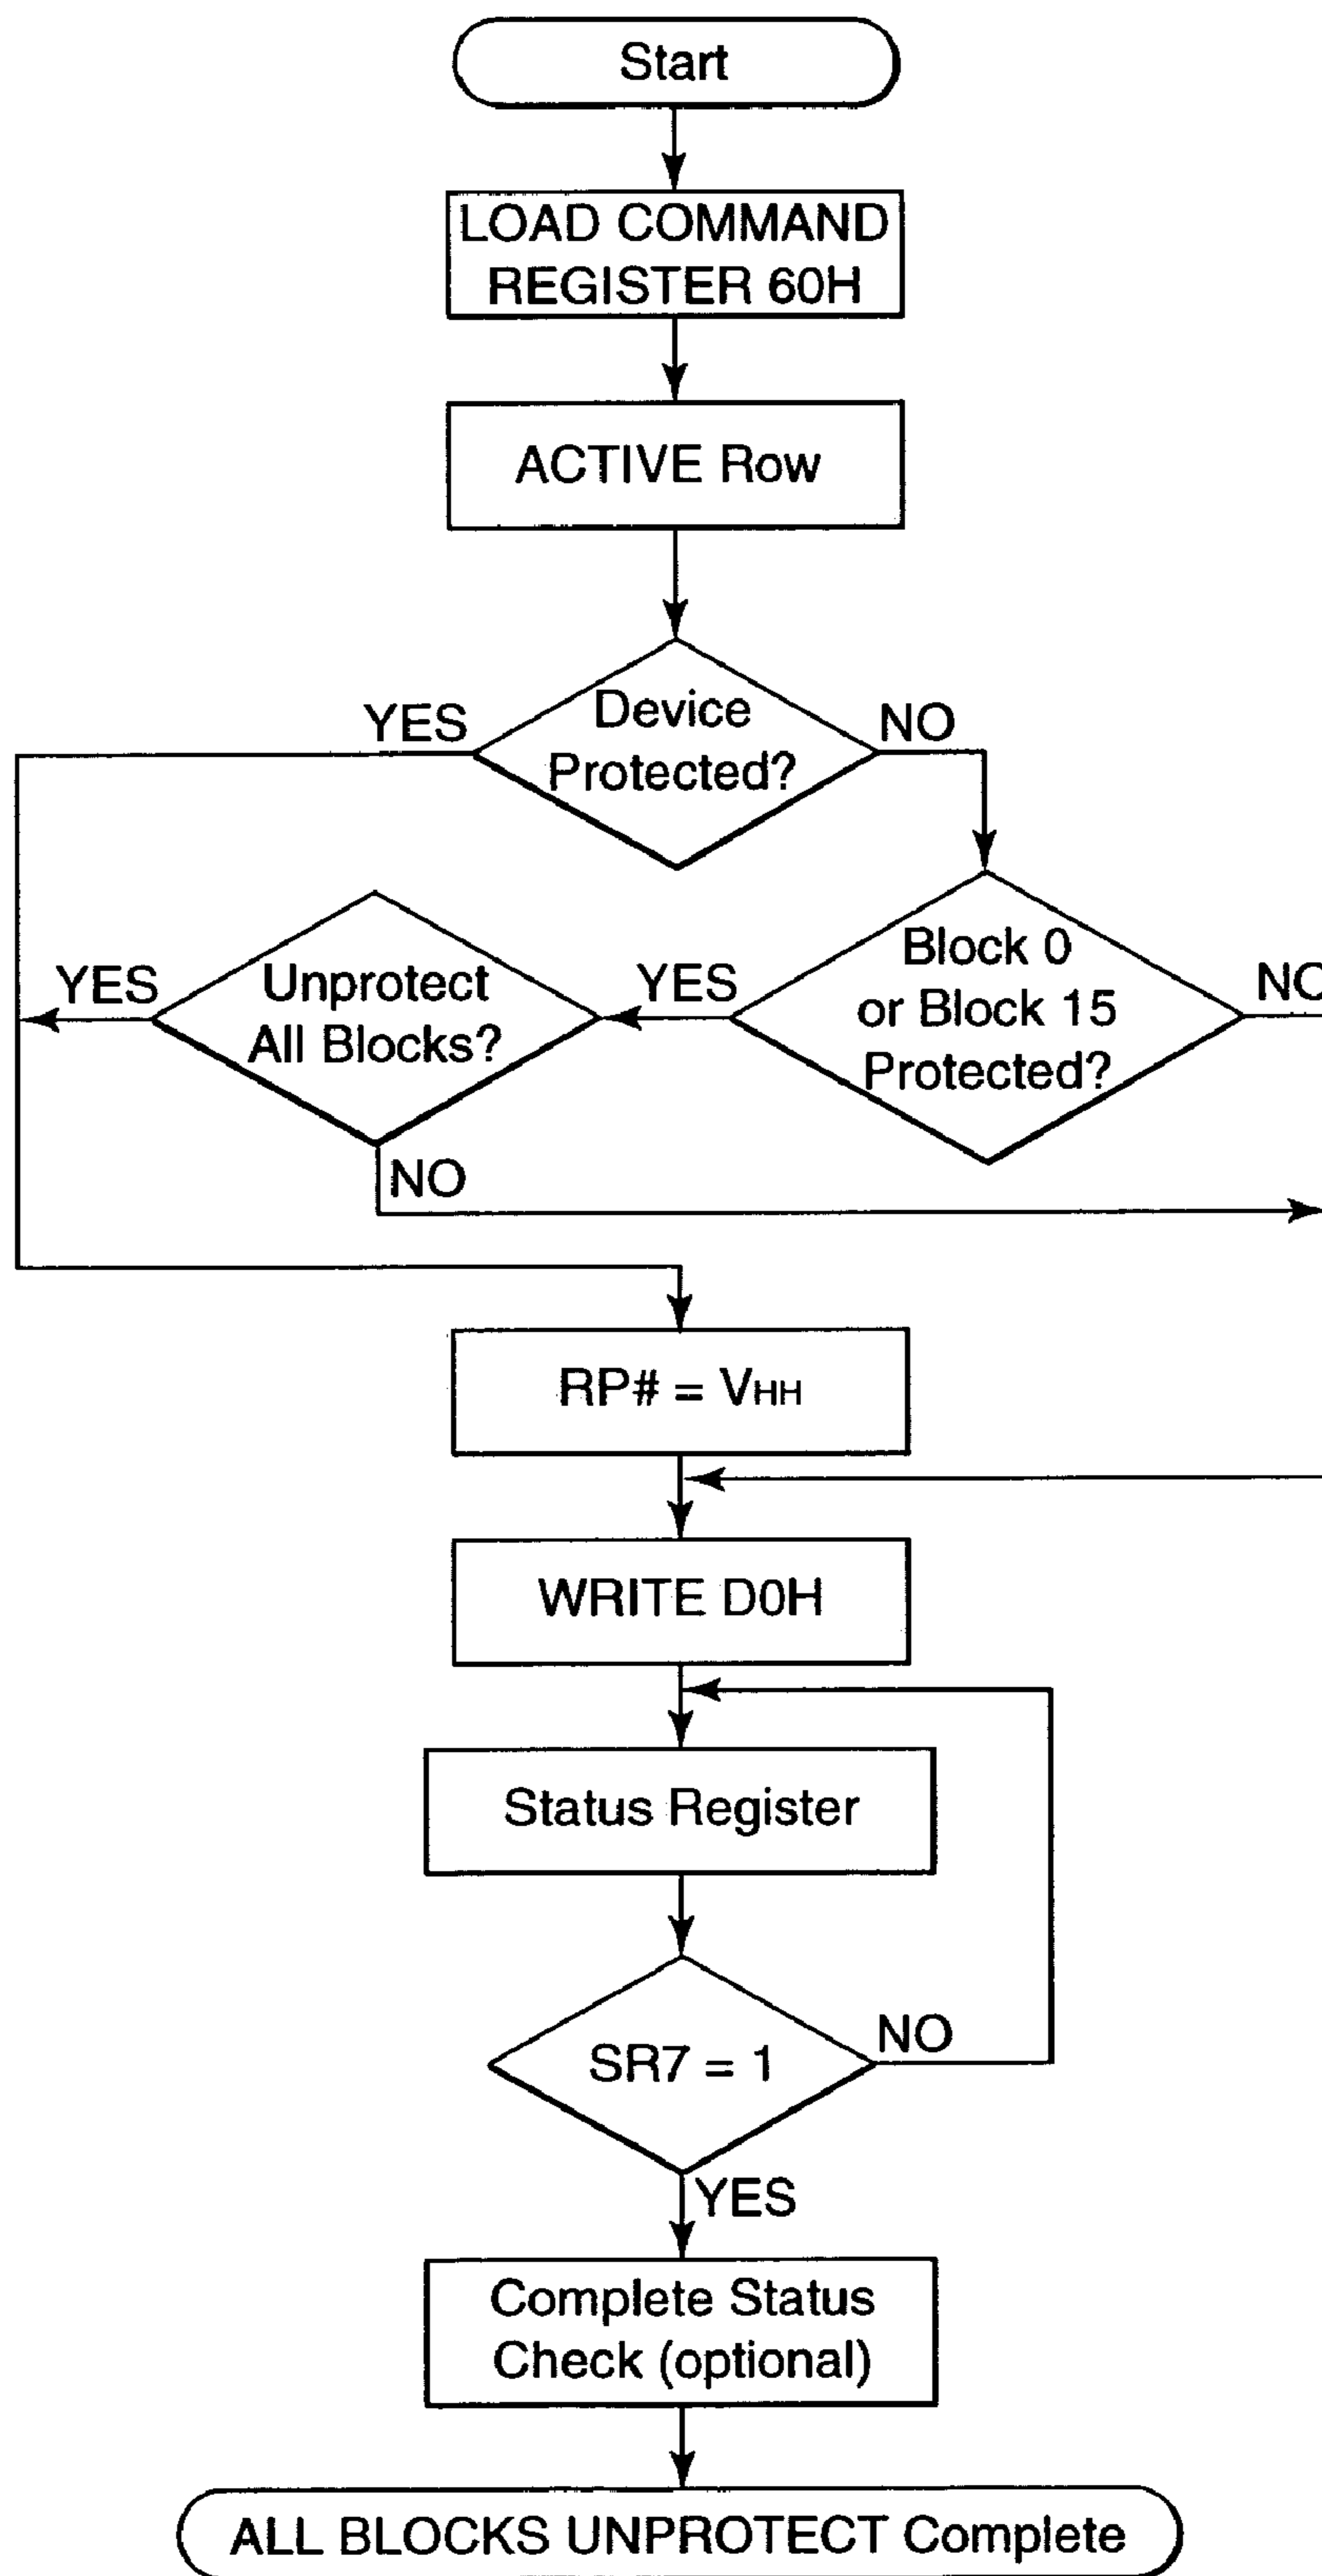 Start
LOAD COMMAND
REGISTER 60H
ACTIVE Row
Device
Protected?
YES
NO
Block 0
or Block 15
Protected?
YES
NO
Unprotect
All Blocks?
YES
NO
RP# = VHH
WRITE D0H
Status Register
SR7 = 1
NO
YES
Complete Status
Check (optional)
ALL BLOCKS UNPROTECT Complete